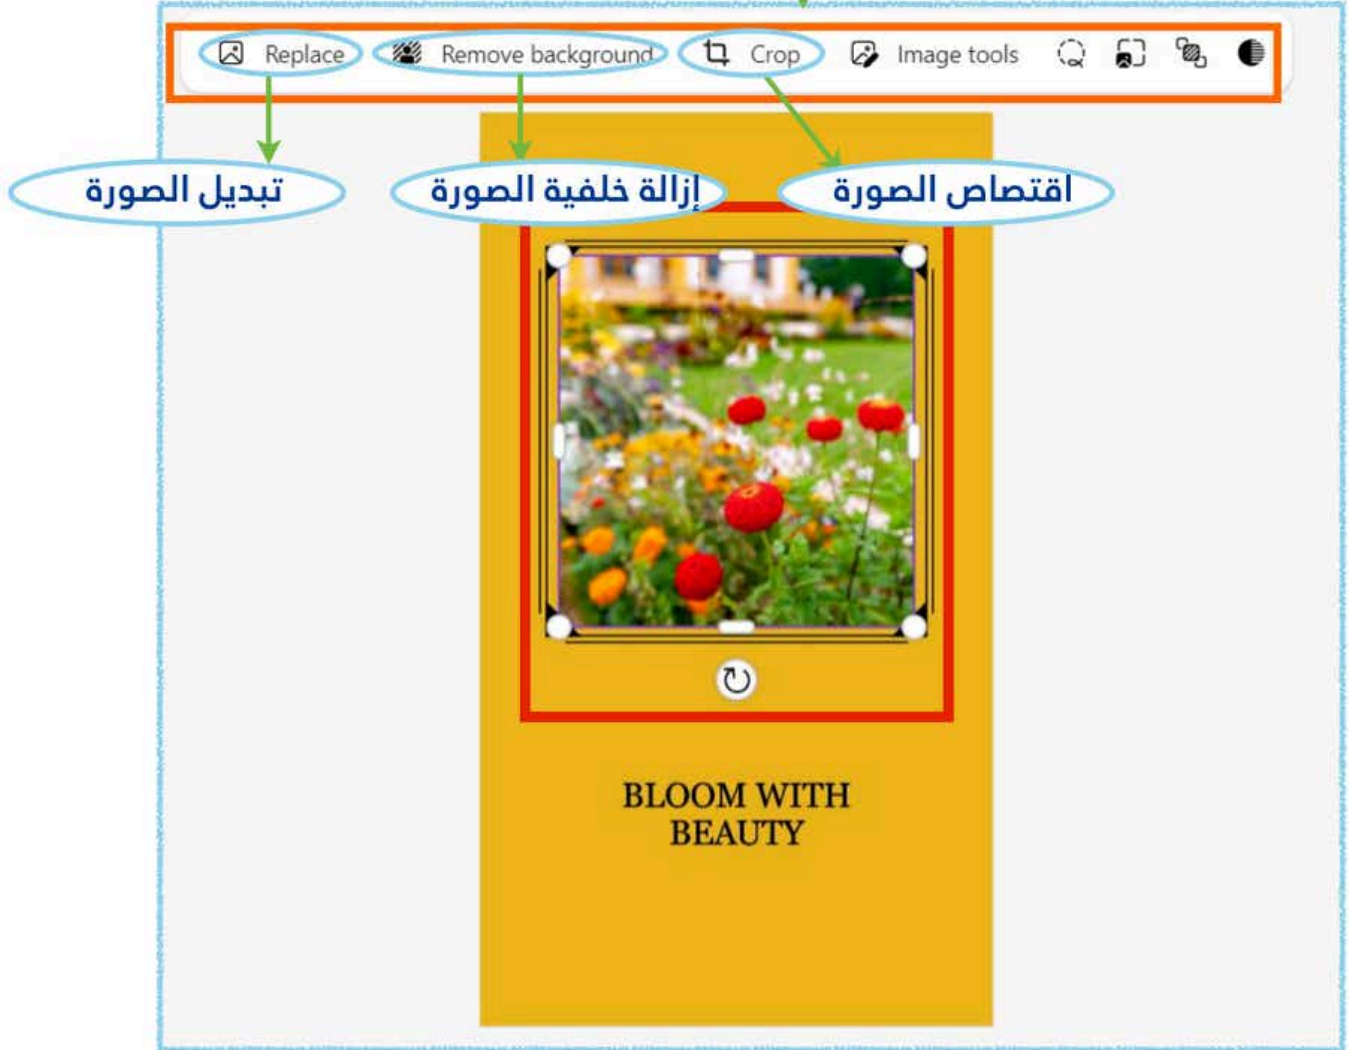 Replace Remove background Crop Image tools
تبديل الصورة
إزالة خلفية الصورة
اقتصاص الصورة
BLOOM WITH
BEAUTY